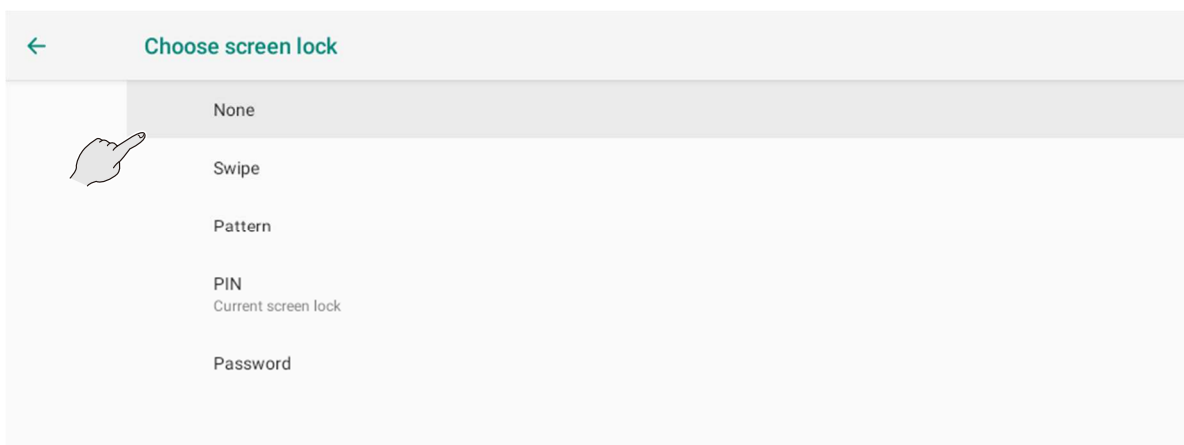 Choose screen lock
None
Swipe
Pattern
PIN
Current screen lock
Password